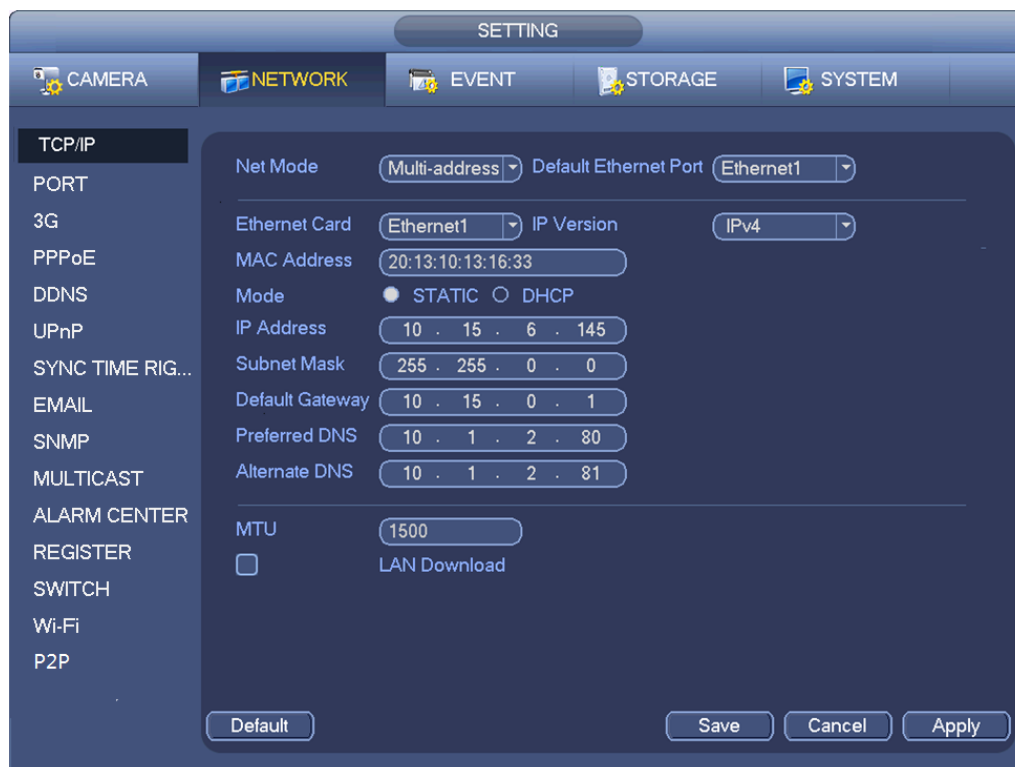 SETTING
CAMERA NETWORK EVENT STORAGE SYSTEM
TCP/IP
PORT
3G
PPPoE
DDNS
UPnP
SYNC TIME RIG...
EMAIL
SNMP
MULTICAST
ALARM CENTER
REGISTER
SWITCH
Wi-Fi
P2P
Net Mode Multi-address Default Ethernet Port Ethernet1
Ethernet Card Ethernet1 IP Version IPv4
MAC Address 20:13:10:13:16:33
Mode STATIC DHCP
IP Address 10 . 15 . 6 . 145
Subnet Mask 255 . 255 . 0 . 0
Default Gateway 10 . 15 . 0 . 1
Preferred DNS 10 . 1 . 2 . 80
Alternate DNS 10 . 1 . 2 . 81
MTU 1500
LAN Download
Default Save Cancel Apply